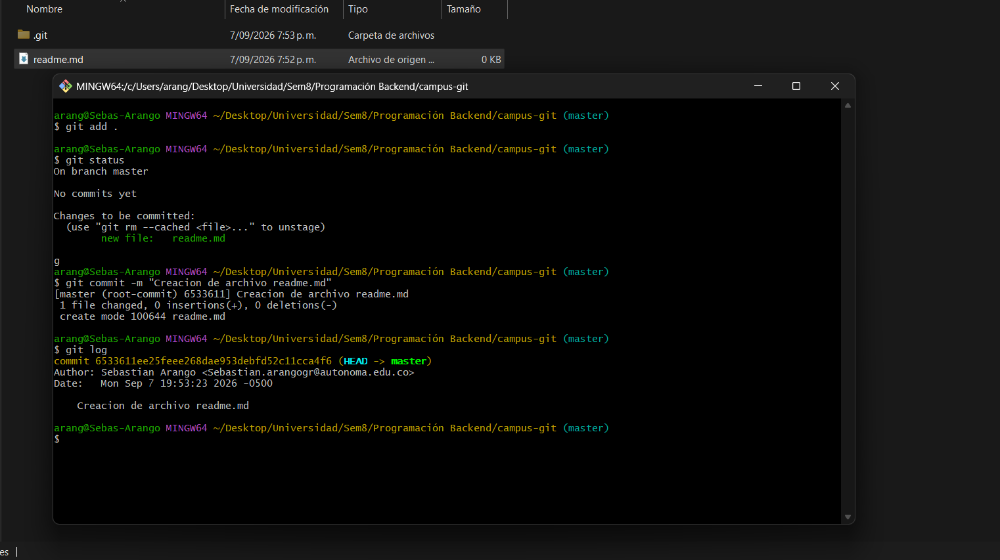 Nombre Fecha de modificación Tipo Tamaño
.git 7/09/2026 7:53 p. m. Carpeta de archivos
readme.md 7/09/2026 7:52 p. m. Archivo de origen ... 0 KB
MINGW64:/c/Users/arang/Desktop/Universidad/Sem8/Programación Backend/campus-git
arang@Sebas-Arango MINGW64 ~/Desktop/Universidad/Sem8/Programación Backend/campus-git (master)
$ git add .
arang@Sebas-Arango MINGW64 ~/Desktop/Universidad/Sem8/Programación Backend/campus-git (master)
$ git status
On branch master
No commits yet
Changes to be committed:
  (use "git rm --cached <file>..." to unstage)
        new file:   readme.md
g
arang@Sebas-Arango MINGW64 ~/Desktop/Universidad/Sem8/Programación Backend/campus-git (master)
$ git commit -m "Creacion de archivo readme.md"
[master (root-commit) 6533611] Creacion de archivo readme.md
 1 file changed, 0 insertions(+), 0 deletions(-)
 create mode 100644 readme.md
arang@Sebas-Arango MINGW64 ~/Desktop/Universidad/Sem8/Programación Backend/campus-git (master)
$ git log
commit 6533611ee25feee268dae953debfd52c11cca4f6 (HEAD -> master)
Author: Sebastian Arango <Sebastian.arangogr@autonoma.edu.co>
Date:   Mon Sep 7 19:53:23 2026 -0500
    Creacion de archivo readme.md
arang@Sebas-Arango MINGW64 ~/Desktop/Universidad/Sem8/Programación Backend/campus-git (master)
$
es